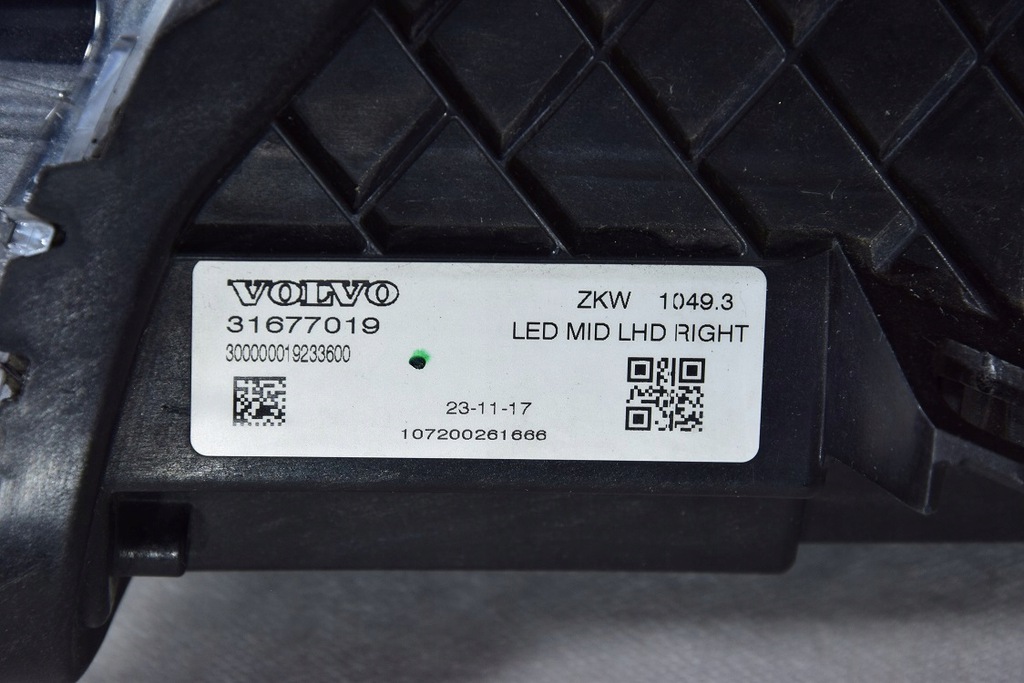 VOLVO
31677019
300000019233600
ZKW 1049.3
LED MID LHD RIGHT
23-11-17
107200261666